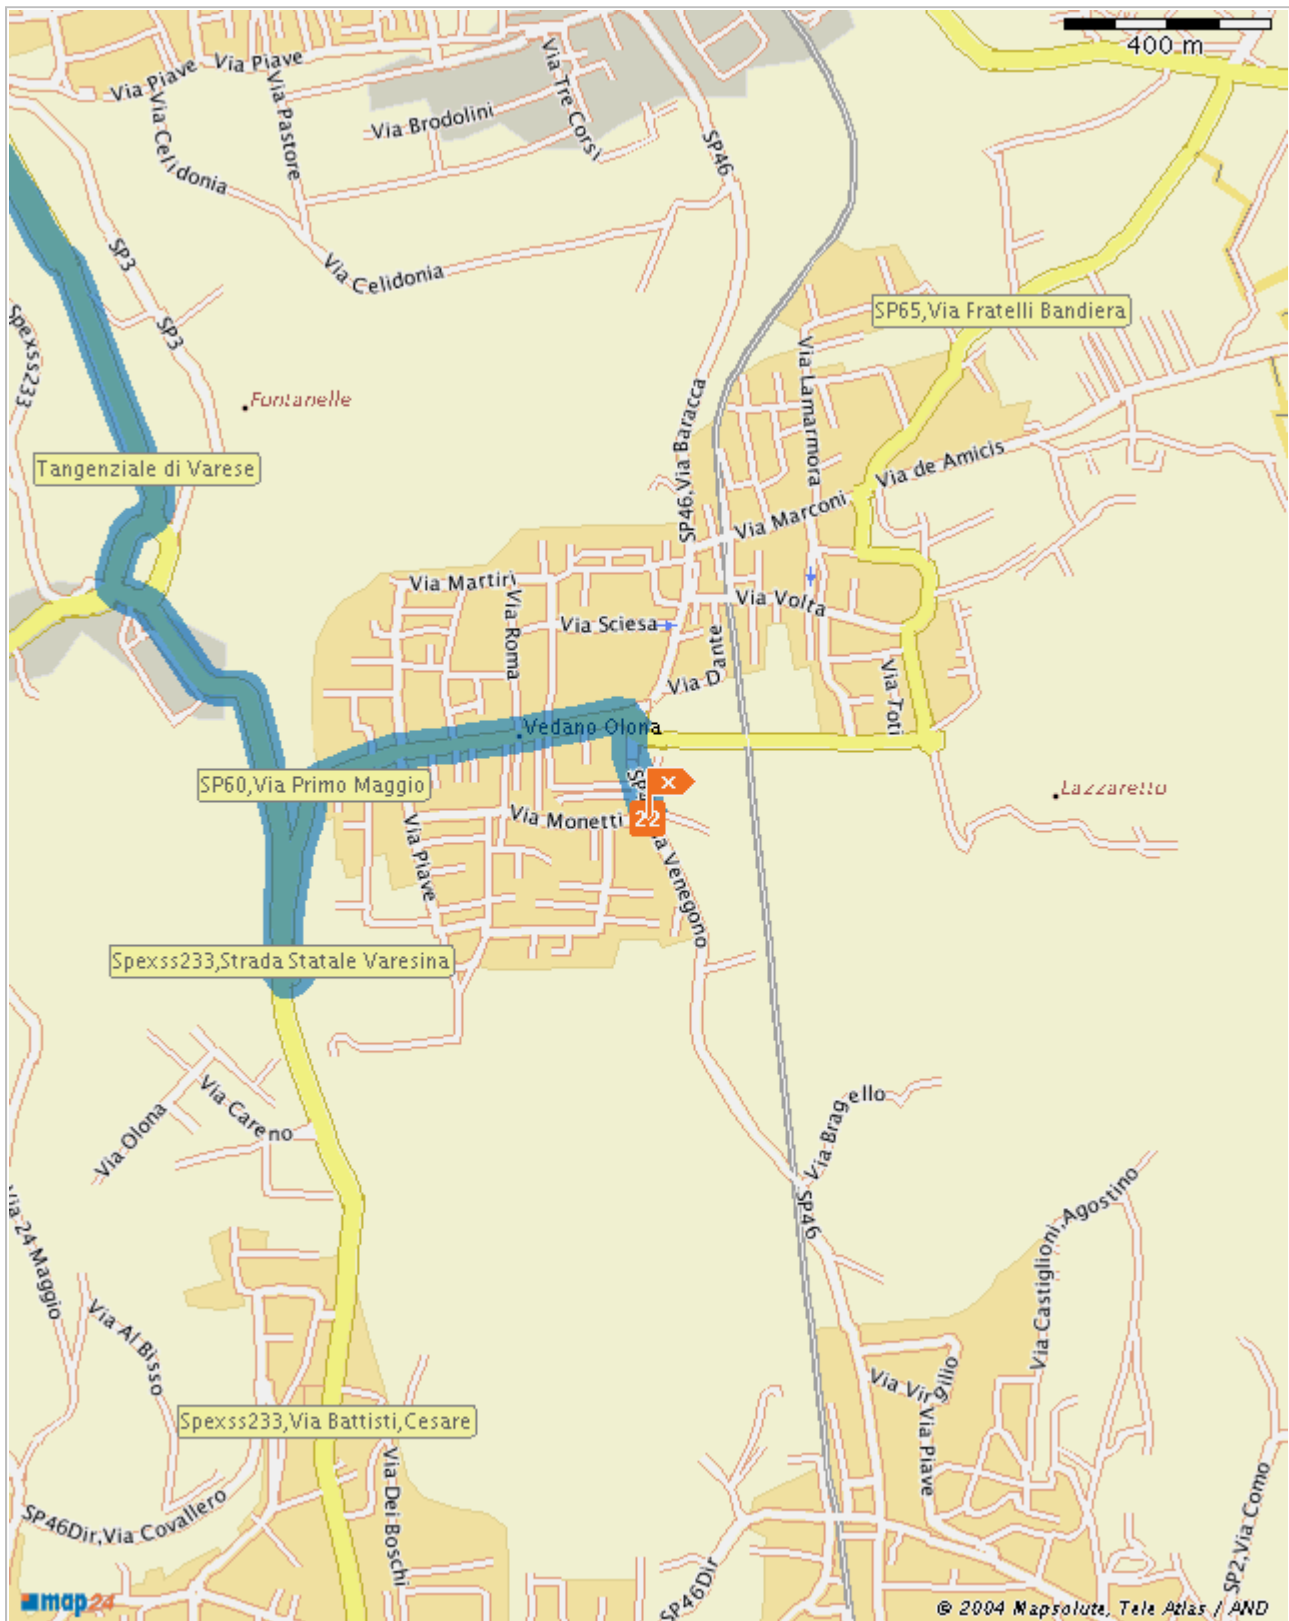 400 m
Via Piave
Via Piave
Via Tre Corsi
Via Celidonia
Via Pastore
Via Brodolini
SP46
Via Celidonia
SP3
SP3
Spexss233
SP65,Via Fratelli Bandiera
Fontanelle
Via Lamarmora
SP46,Via Baracca
Tangenziale di Varese
Via de Amicis
Via Marconi
Via Martiri
Via Roma
Via Volta
Via Sciesa
Via D
ante
Via Toti
Vedano Olona
SP60,Via Primo Maggio
X
Lazzaretto
22
Via Monetti
Via Piave
a Venegono
Spexss233,Strada Statale Varesina
Via Careno
Via Olona
Via Bragello
SP46
Via Castiglioni,Agostino
Via 24 Maggio
Via Al Bisso
Via Virgilio
Via Piave
Spexss233,Via Battisti,Cesare
Via Dei Boschi
SP46Dir,Via Covallero
SP46Dir
SP2,Via Como
map24
© 2004 Mapsolute, Tele Atlas / AND